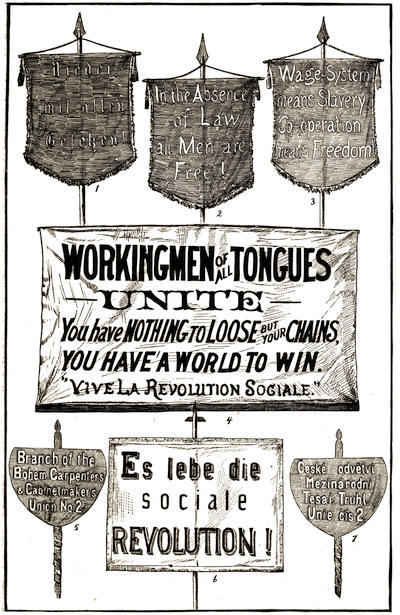 Nieder
mit allen
Gesetzen!
1
In the Absence
of Law
all Men are
Free!
2
Wage-System
means Slavery
Co-operation
means Freedom!
3
WORKINGMEN OF ALL TONGUES
UNITE
You have NOTHING TO LOOSE BUT YOUR CHAINS,
YOU HAVE A WORLD TO WIN.
"VIVE LA REVOLUTION SOCIALE."
4
Branch of the
Bohem Carpenters
& Cabinetmakers
Union No 2.
5
Es lebe die
sociale
REVOLUTION!
6
Ceske odvetvi
Mezinarodni
Tesar Truhl.
Unie cis 2.
7